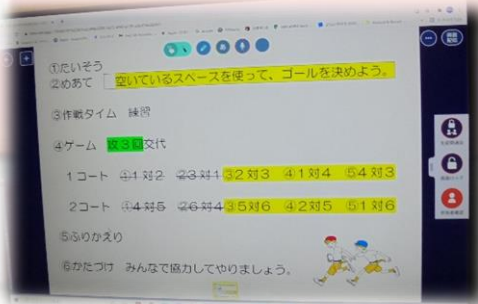 ①たいそう
②めあて 空いているスペースを使って、ゴールを決めよう。
③作戦タイム 練習
④ゲーム 攻3回交代
1コート ①1対2 ②3対1 ③2対3 ④1対4 ⑤4対3
2コート ①4対5 ②6対4 ③5対6 ④2対5 ⑤1対6
⑤ふりかえり
⑥かたづけ みんなで協力してやりましょう。